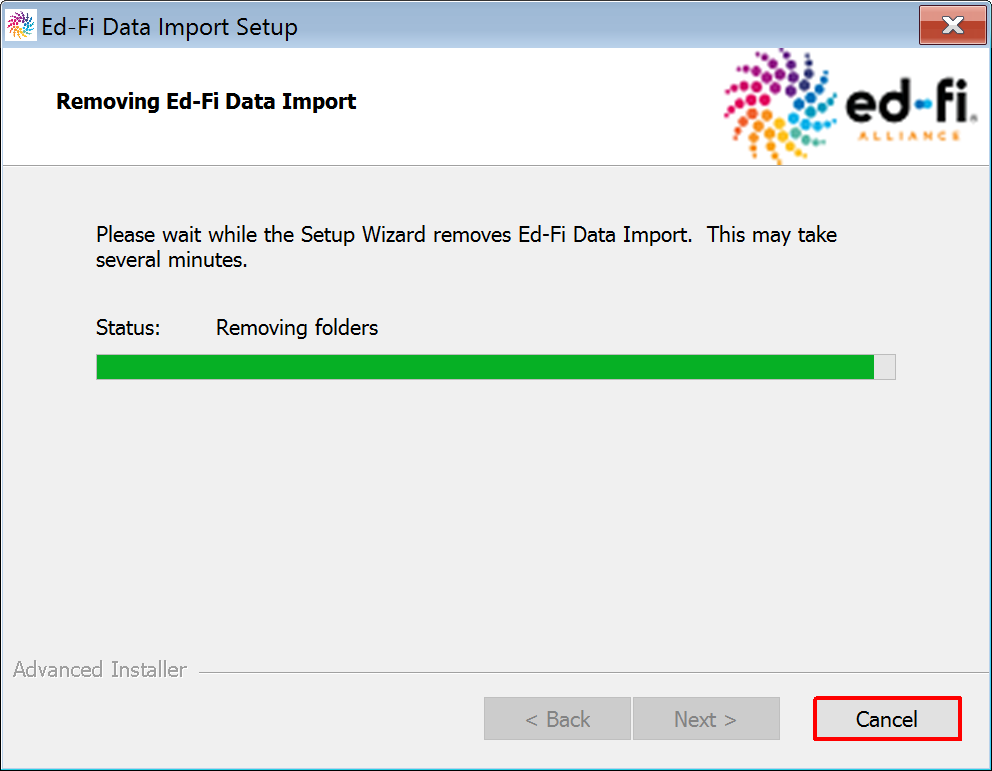 Ed-Fi Data Import Setup
Removing Ed-Fi Data Import
ed-fi®
ALLIANCE
Please wait while the Setup Wizard removes Ed-Fi Data Import.  This may take
several minutes.
Status: Removing folders
Advanced Installer
< Back Next > Cancel